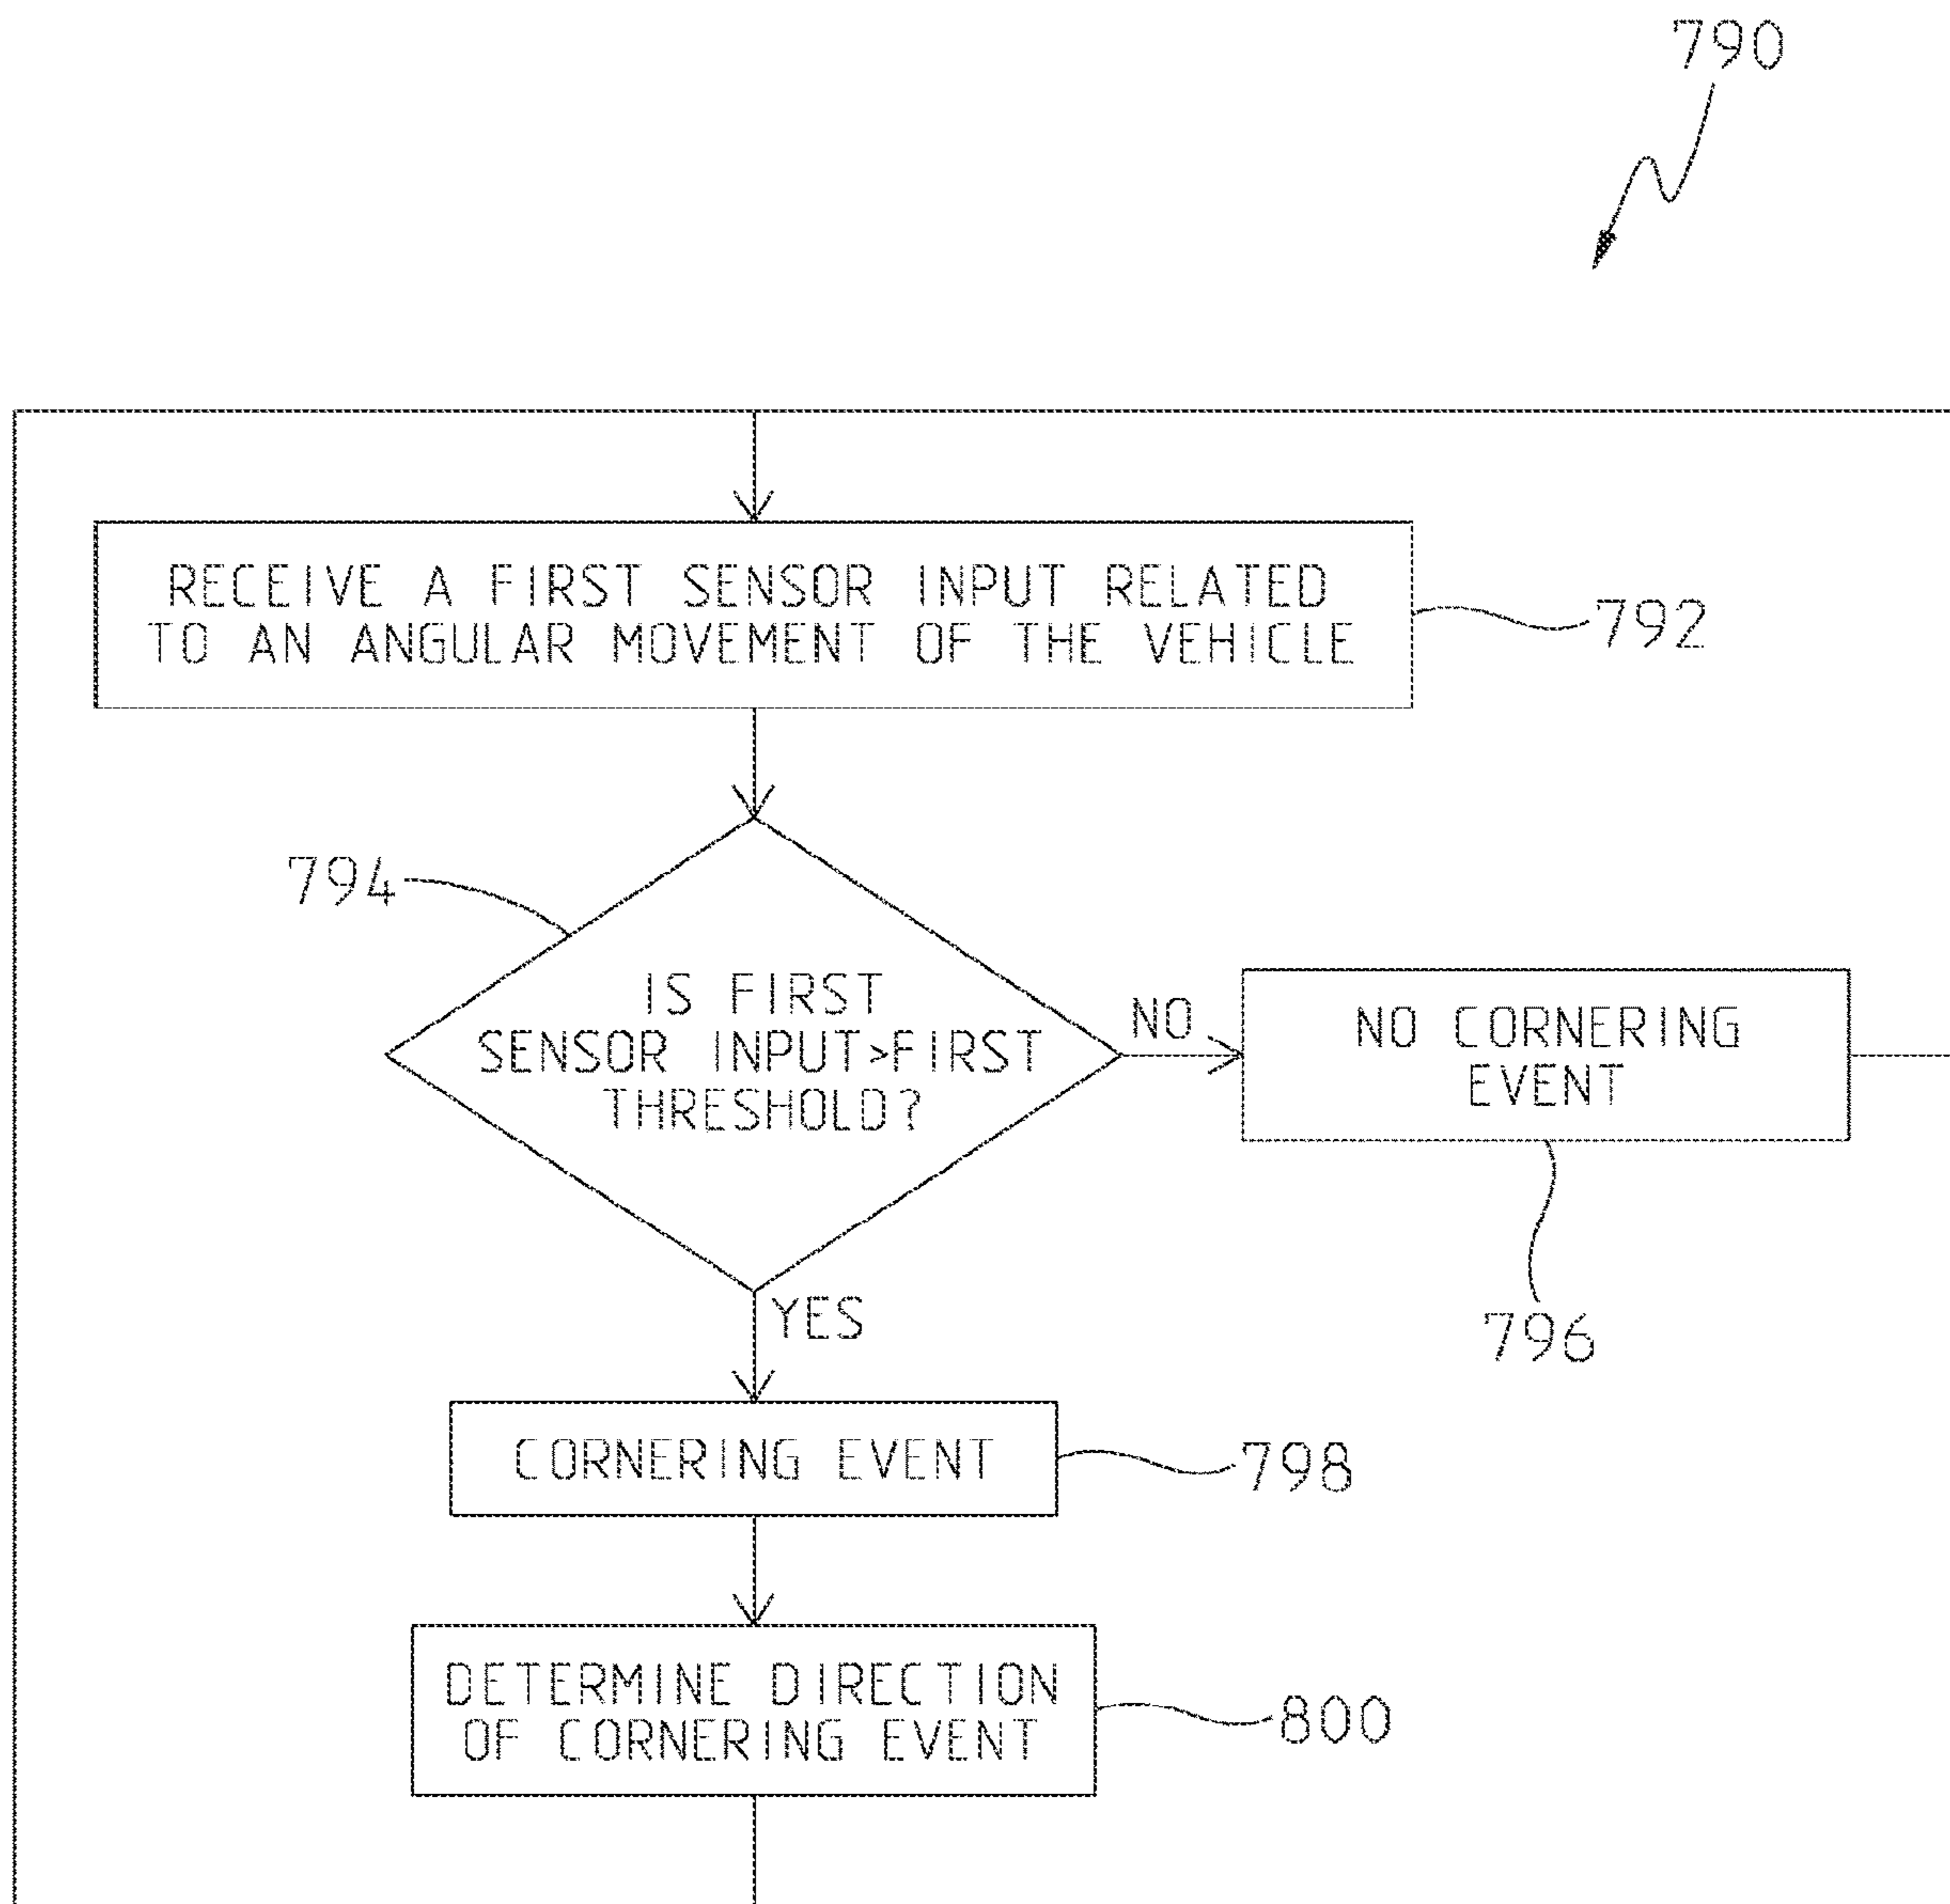 790
RECEIVE A FIRST SENSOR INPUT RELATED
TO AN ANGULAR MOVEMENT OF THE VEHICLE
792
794
IS FIRST
SENSOR INPUT>FIRST
THRESHOLD?
NO
NO CORNERING
EVENT
796
YES
CORNERING EVENT
798
DETERMINE DIRECTION
OF CORNERING EVENT
800